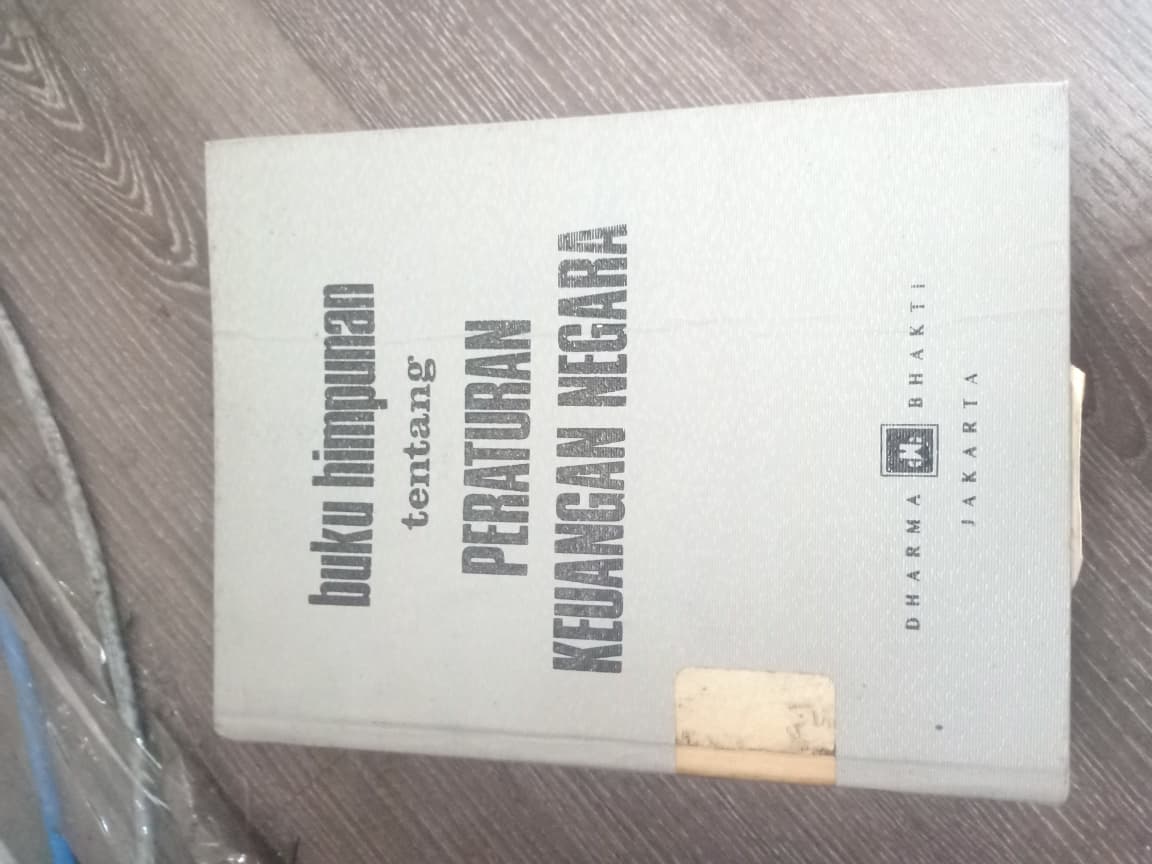 buku himpunan
tentang
PERATURAN
KEUANGAN NEGARA
DHARMA BHAKTI
JAKARTA